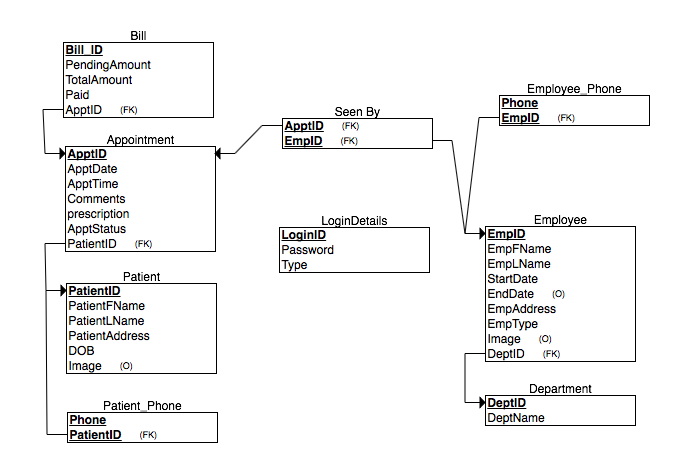 Bill
Bill_ID
PendingAmount
TotalAmount
Paid
ApptID (FK)
Appointment
ApptID
ApptDate
ApptTime
Comments
prescription
ApptStatus
PatientID (FK)
Patient
PatientID
PatientFName
PatientLName
PatientAddress
DOB
Image (O)
Patient_Phone
Phone
PatientID (FK)
Seen By
ApptID (FK)
EmpID (FK)
LoginDetails
LoginID
Password
Type
Employee_Phone
Phone
EmpID (FK)
Employee
EmpID
EmpFName
EmpLName
StartDate
EndDate (O)
EmpAddress
EmpType
Image (O)
DeptID (FK)
Department
DeptID
DeptName